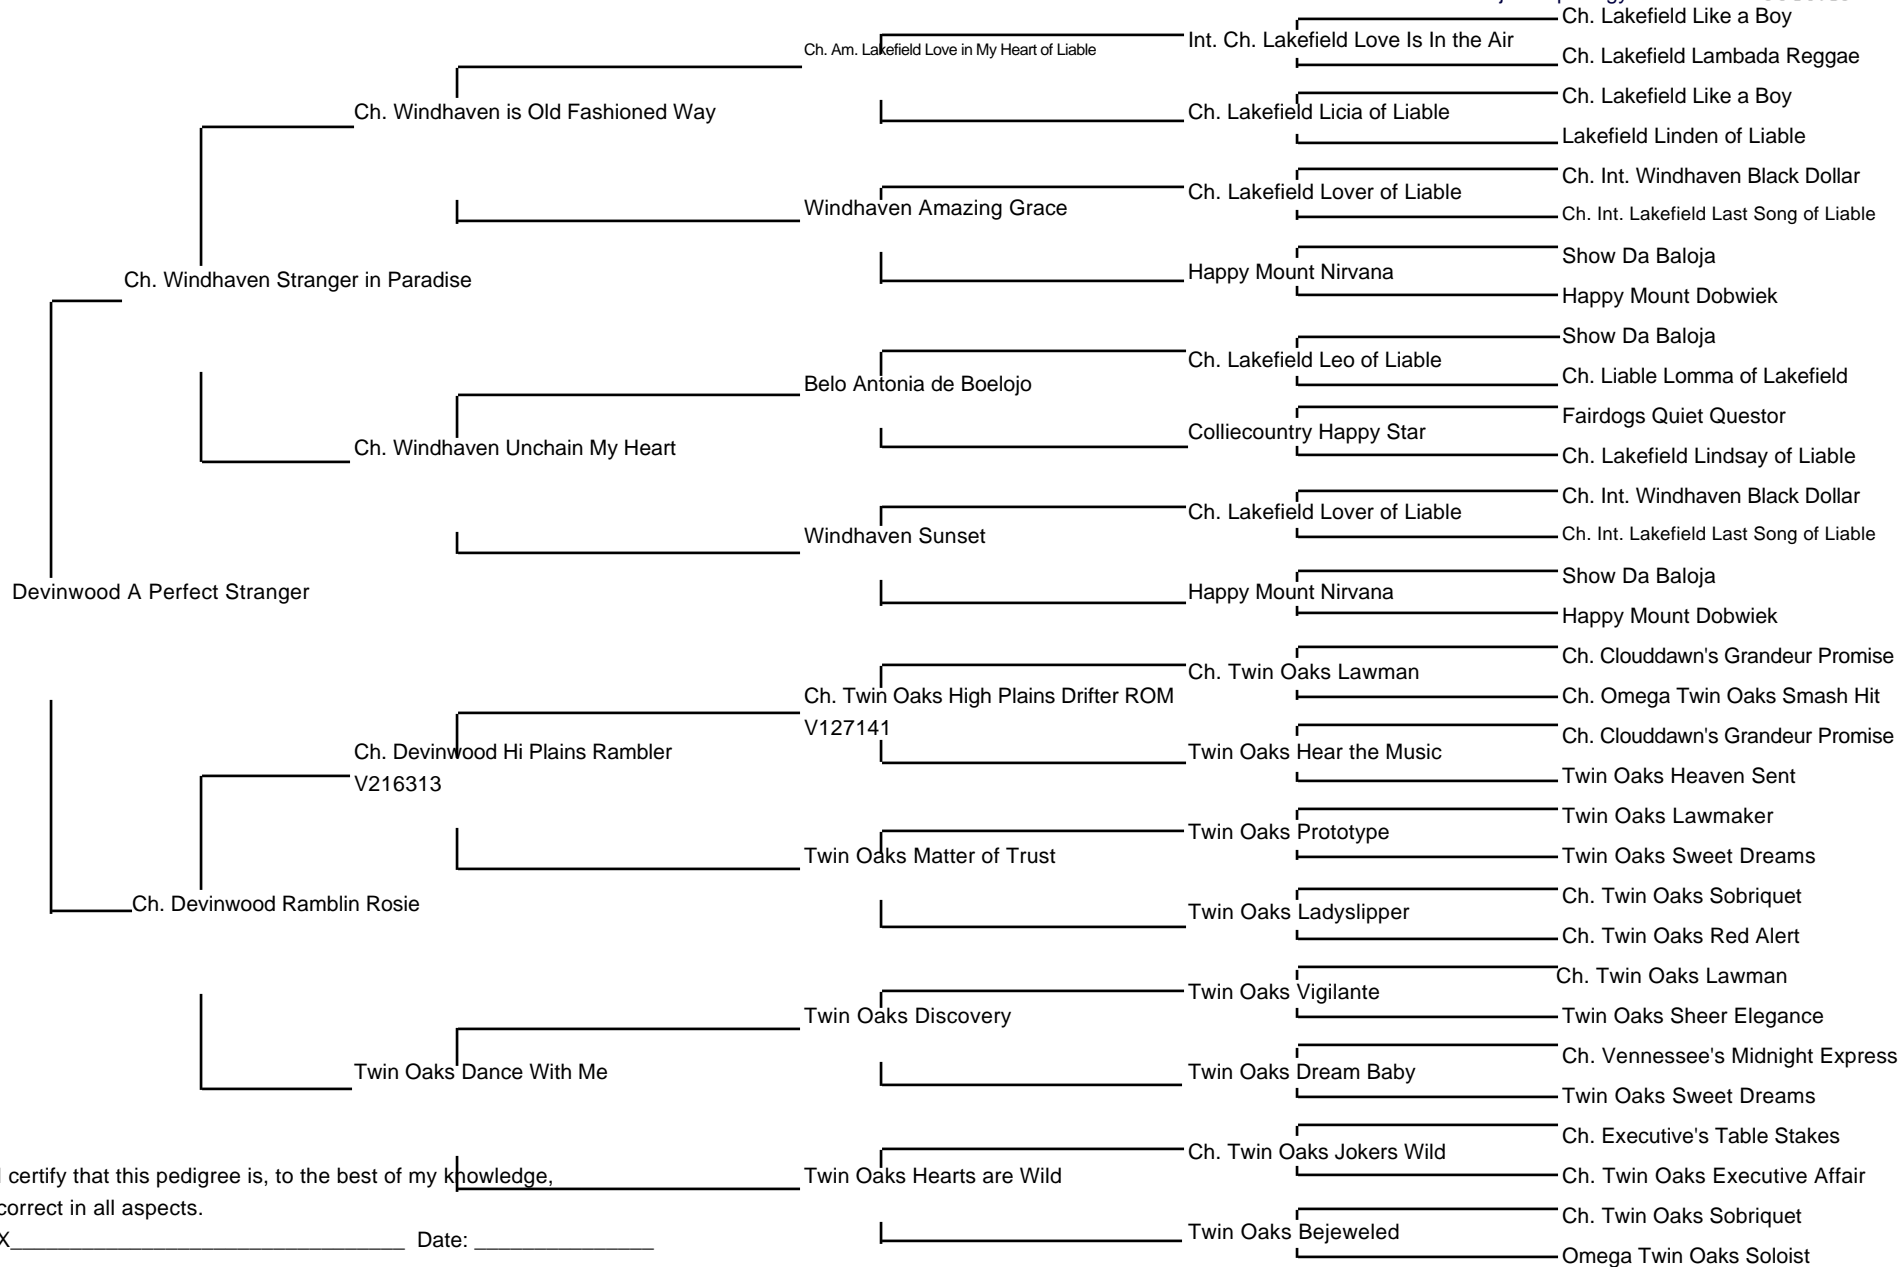 Ch. Lakefield Like a Boy
Ch. Am. Lakefield Love in My Heart of Liable
Int. Ch. Lakefield Love Is In the Air
Ch. Lakefield Lambada Reggae
Ch. Windhaven is Old Fashioned Way
Ch. Lakefield Like a Boy
Ch. Lakefield Licia of Liable
Lakefield Linden of Liable
Ch. Int. Windhaven Black Dollar
Windhaven Amazing Grace
Ch. Lakefield Lover of Liable
Ch. Int. Lakefield Last Song of Liable
Show Da Baloja
Ch. Windhaven Stranger in Paradise
Happy Mount Nirvana
Happy Mount Dobwiek
Show Da Baloja
Belo Antonia de Boelojo
Ch. Lakefield Leo of Liable
Ch. Liable Lomma of Lakefield
Fairdogs Quiet Questor
Ch. Windhaven Unchain My Heart
Colliecountry Happy Star
Ch. Lakefield Lindsay of Liable
Ch. Int. Windhaven Black Dollar
Windhaven Sunset
Ch. Lakefield Lover of Liable
Ch. Int. Lakefield Last Song of Liable
Show Da Baloja
Devinwood A Perfect Stranger
Happy Mount Nirvana
Happy Mount Dobwiek
Ch. Clouddawn's Grandeur Promise
Ch. Twin Oaks Lawman
Ch. Twin Oaks High Plains Drifter ROM
V127141
Ch. Omega Twin Oaks Smash Hit
Ch. Clouddawn's Grandeur Promise
Ch. Devinwood Hi Plains Rambler
V216313
Twin Oaks Hear the Music
Twin Oaks Heaven Sent
Twin Oaks Lawmaker
Twin Oaks Matter of Trust
Twin Oaks Prototype
Twin Oaks Sweet Dreams
Ch. Twin Oaks Sobriquet
Ch. Devinwood Ramblin Rosie
Twin Oaks Ladyslipper
Ch. Twin Oaks Red Alert
Ch. Twin Oaks Lawman
Twin Oaks Discovery
Twin Oaks Vigilante
Twin Oaks Sheer Elegance
Ch. Vennessee's Midnight Express
Twin Oaks Dance With Me
Twin Oaks Dream Baby
Twin Oaks Sweet Dreams
Ch. Executive's Table Stakes
Ch. Twin Oaks Jokers Wild
I certify that this pedigree is, to the best of my knowledge,
Twin Oaks Hearts are Wild
Ch. Twin Oaks Executive Affair
correct in all aspects.
Ch. Twin Oaks Sobriquet
X_________________________________ Date: _______________
Twin Oaks Bejeweled
Omega Twin Oaks Soloist